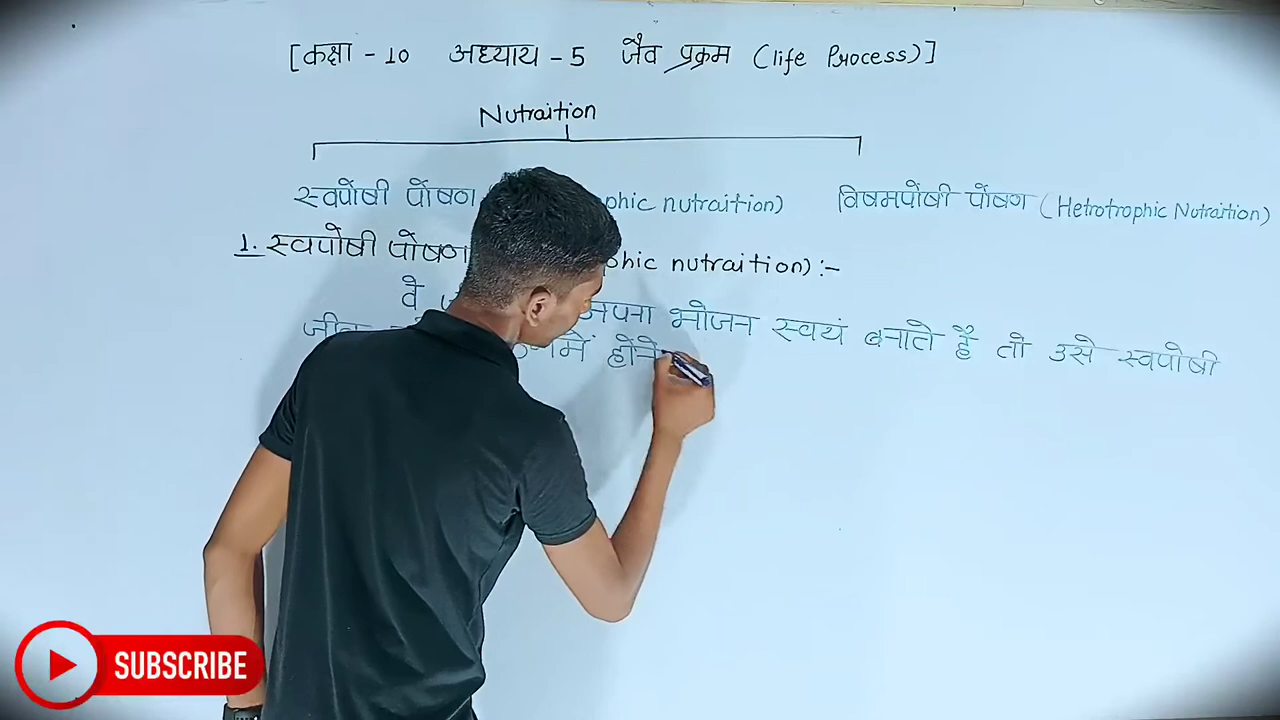 [कक्षा - 10 अध्याय - 5 जैव प्रक्रम (life Process)]
Nutraition
स्वपोषी पोषण phic nutraition)
विषमपोषी पोषण (Hetrotrophic Nutraition)
1. स्वपोषी पोषण phic nutraition) :-
वे अपना भोजन स्वयं बनाते है तो उसे स्वपोषी
जीव में होने
SUBSCRIBE